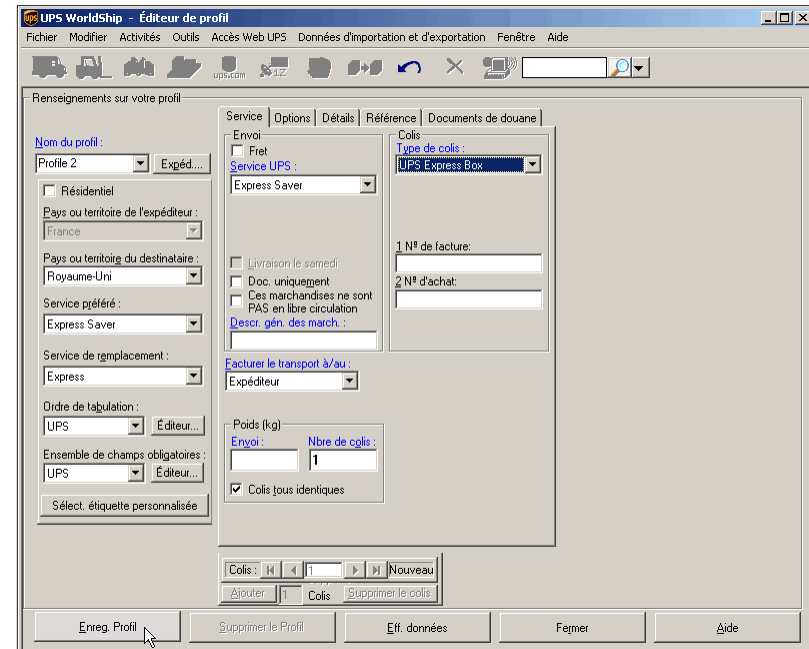 UPS WorldShip - Éditeur de profil
Fichier Modifier Activités Outils Accès Web UPS Données d'importation et d'exportation Fenêtre Aide
ups.com 1Z
Renseignements sur votre profil
Service Options Détails Référence Documents de douane
Nom du profil :
Profile 2 Expéd....
Résidentiel
Pays ou territoire de l'expéditeur :
France
Pays ou territoire du destinataire :
Royaume-Uni
Service préféré :
Express Saver
Service de remplacement :
Express
Ordre de tabulation :
UPS Éditeur...
Ensemble de champs obligatoires :
UPS Éditeur...
Sélect. étiquette personnalisée
Envoi
Fret
Service UPS :
Express Saver
Livraison le samedi
Doc. uniquement
Ces marchandises ne sont
PAS en libre circulation
Descr. gén. des march. :
Facturer le transport à/au :
Expéditeur
Poids (kg)
Envoi : Nbre de colis :
1
Colis tous identiques
Colis
Type de colis :
UPS Express Box
1 Nº de facture:
2 Nº d'achat:
Colis : 1 Nouveau
Ajouter 1 Colis Supprimer le colis
Enreg. Profil Supprimer le Profil Eff. données Fermer Aide